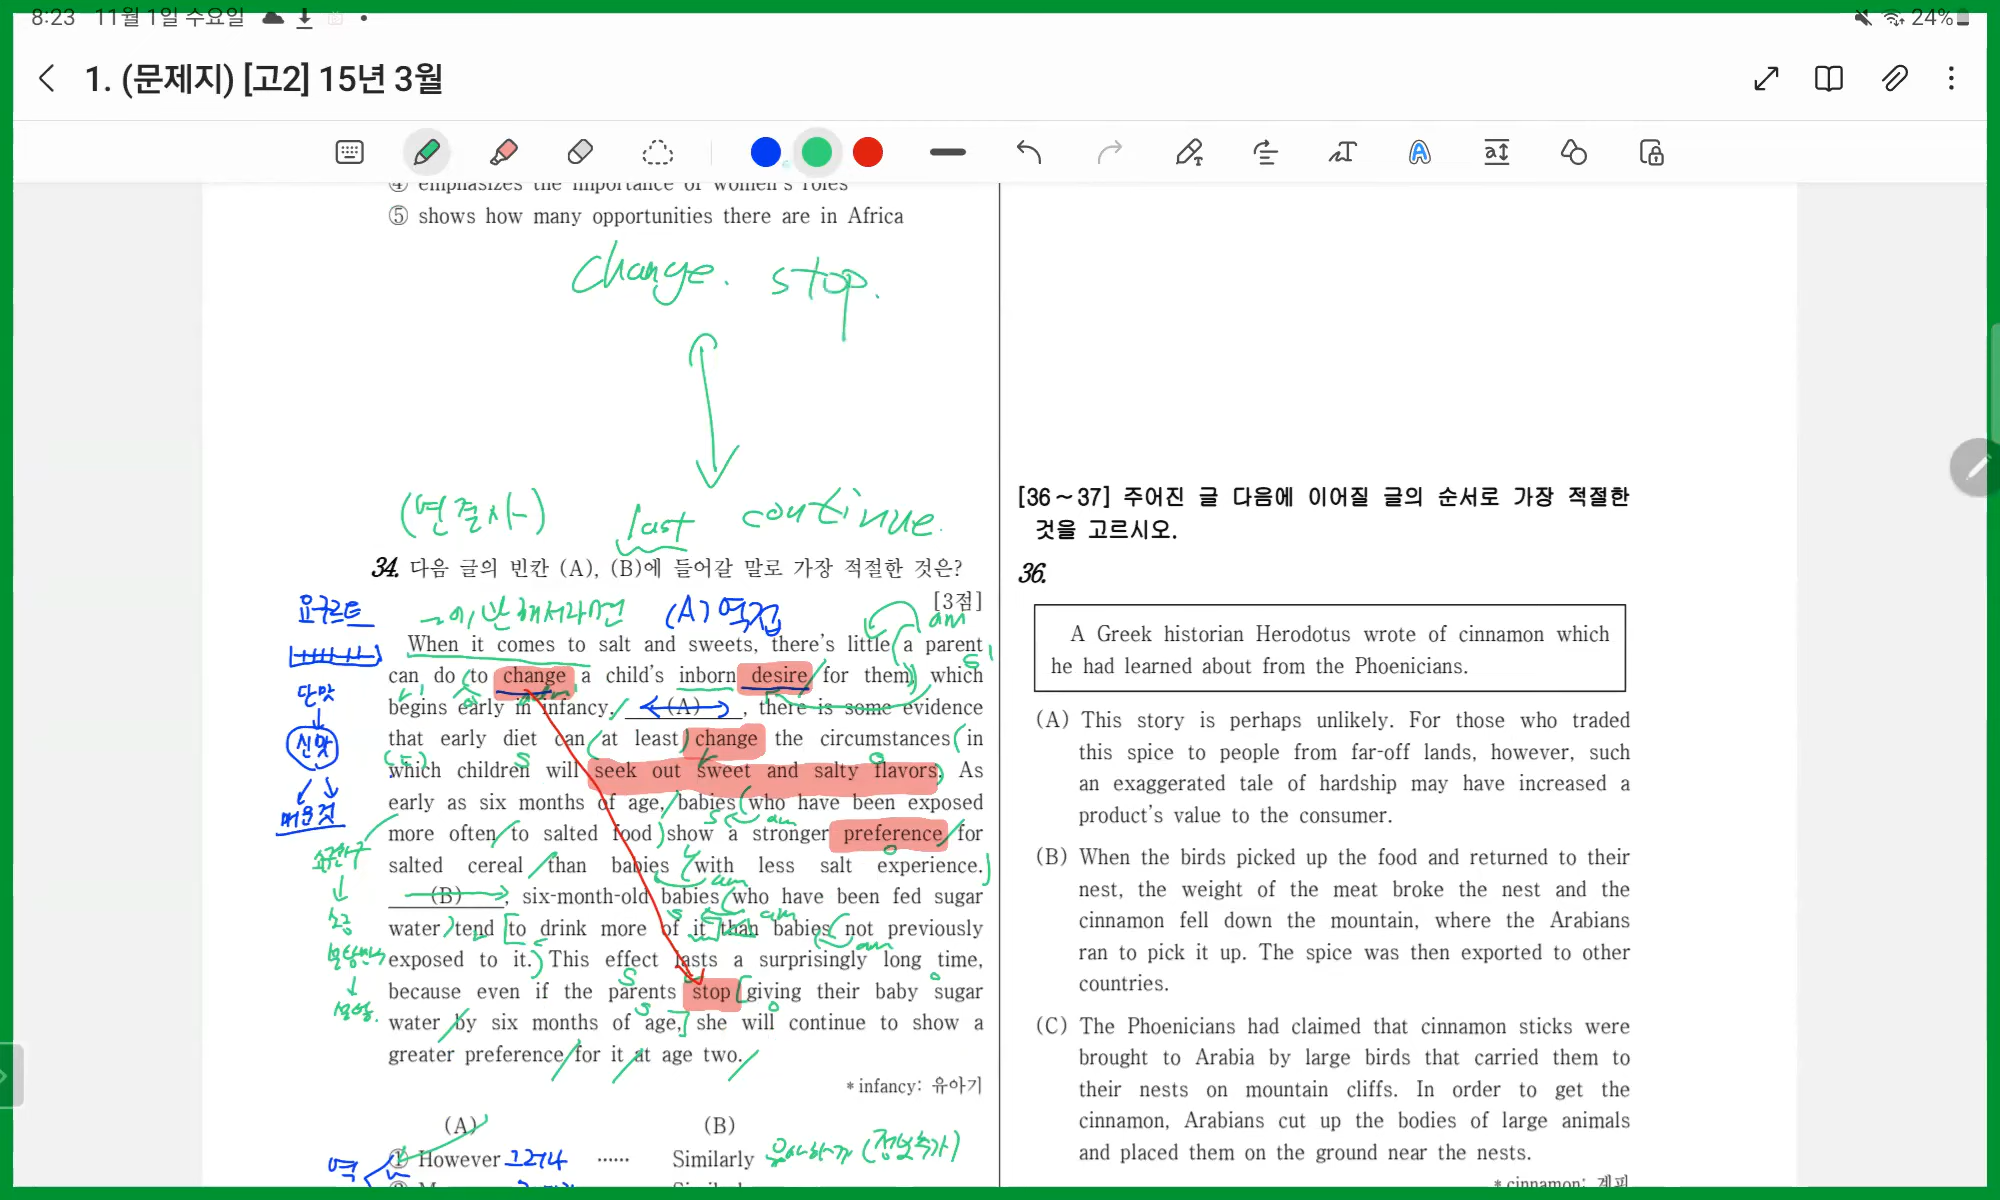 8:23 11월 1일 수요일
24%
1. (문제지) [고2] 15년 3월
④ emphasizes the importance of women's roles
⑤ shows how many opportunities there are in Africa
change. stop.
(연결사)
last continue.
34. 다음 글의 빈칸 (A), (B)에 들어갈 말로 가장 적절한 것은?
[3점]
요구르트
~에 관해서라면
(A) 역접
When it comes to salt and sweets, there's little a parent
can do to change a child's inborn desire for them, which
begins early in infancy. (A) , there is some evidence
that early diet can at least change the circumstances in
which children will seek out sweet and salty flavors. As
early as six months of age, babies who have been exposed
more often to salted food show a stronger preference for
salted cereal than babies with less salt experience.
(B) , six-month-old babies who have been fed sugar
water tend to drink more of it than babies not previously
exposed to it. This effect lasts a surprisingly long time,
because even if the parents stop giving their baby sugar
water by six months of age, she will continue to show a
greater preference for it at age two.
단맛
신맛
* infancy: 유아기
(A) (B)
① However 그러나 ...... Similarly 유사하게 (정보추가)
역
[36~37] 주어진 글 다음에 이어질 글의 순서로 가장 적절한
것을 고르시오.
36.
A Greek historian Herodotus wrote of cinnamon which
he had learned about from the Phoenicians.
(A) This story is perhaps unlikely. For those who traded
this spice to people from far-off lands, however, such
an exaggerated tale of hardship may have increased a
product's value to the consumer.
(B) When the birds picked up the food and returned to their
nest, the weight of the meat broke the nest and the
cinnamon fell down the mountain, where the Arabians
ran to pick it up. The spice was then exported to other
countries.
(C) The Phoenicians had claimed that cinnamon sticks were
brought to Arabia by large birds that carried them to
their nests on mountain cliffs. In order to get the
cinnamon, Arabians cut up the bodies of large animals
and placed them on the ground near the nests.
* cinnamon: 계피